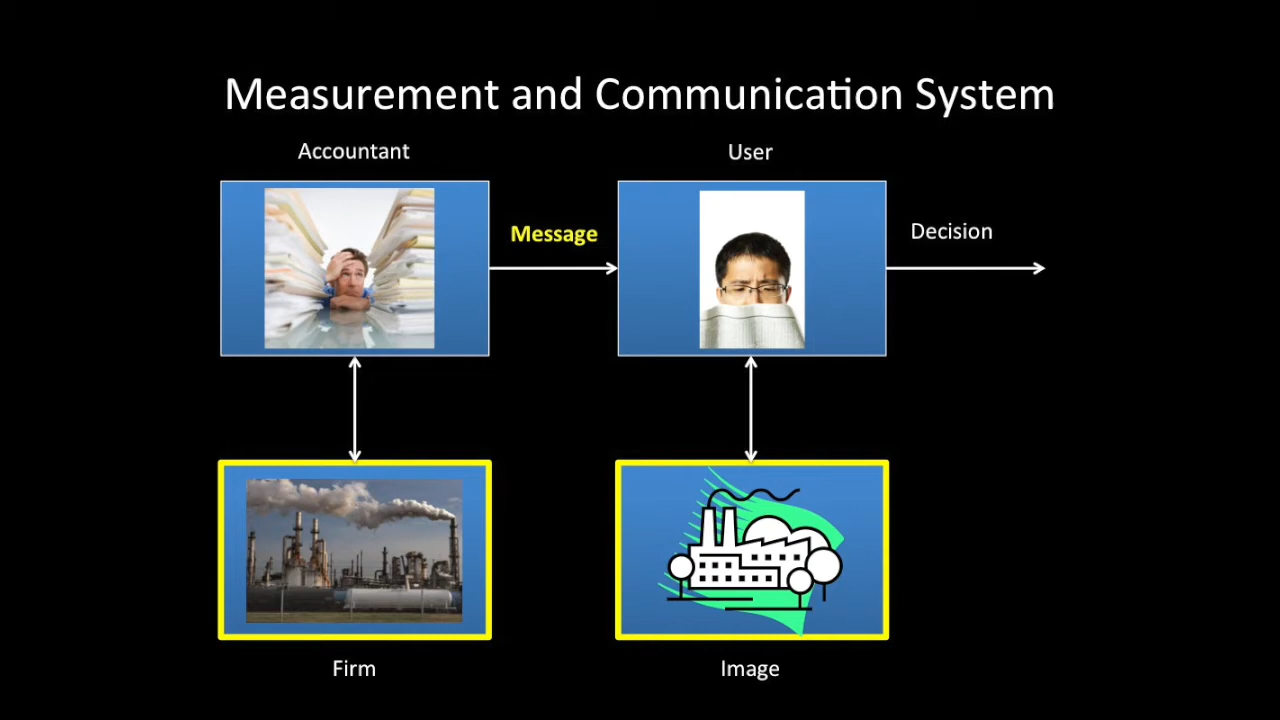 Measurement and Communication System
Accountant
User
Message
Decision
Firm
Image